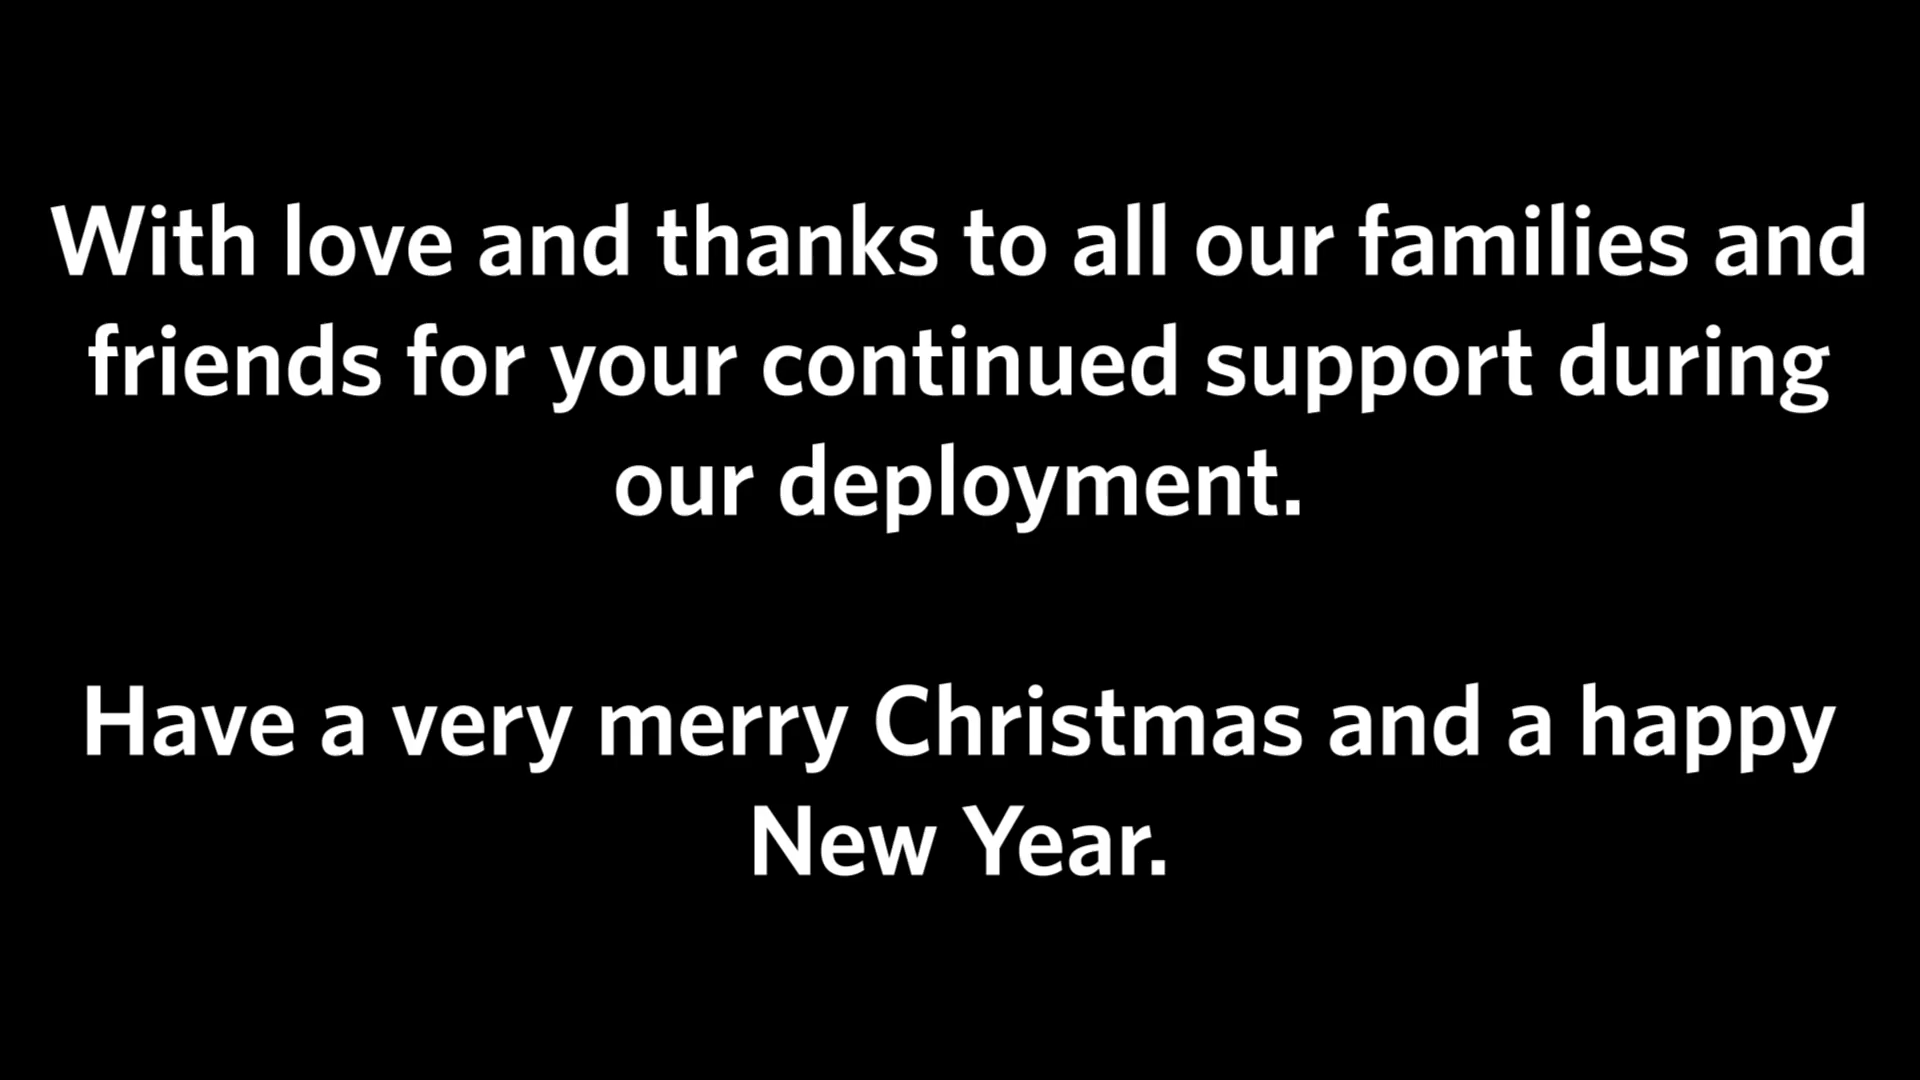 With love and thanks to all our families and
friends for your continued support during
our deployment.
Have a very merry Christmas and a happy
New Year.